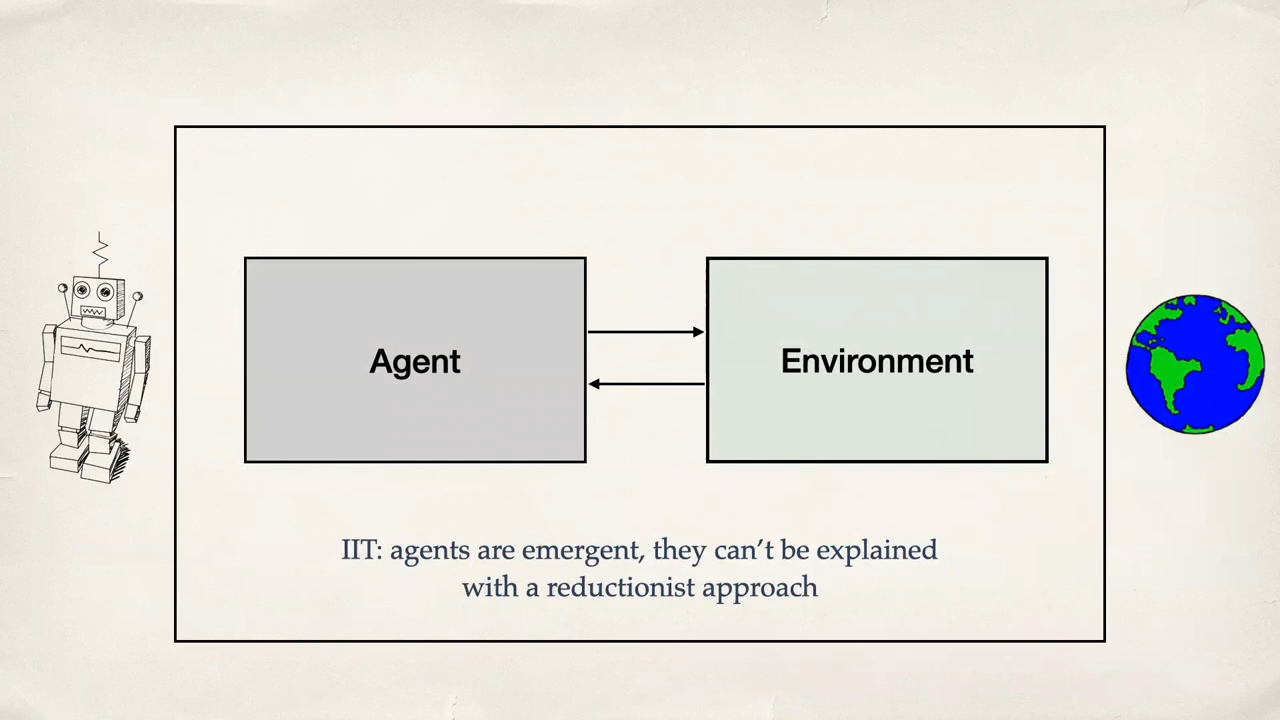 Agent
Environment
IIT: agents are emergent, they can’t be explained
with a reductionist approach